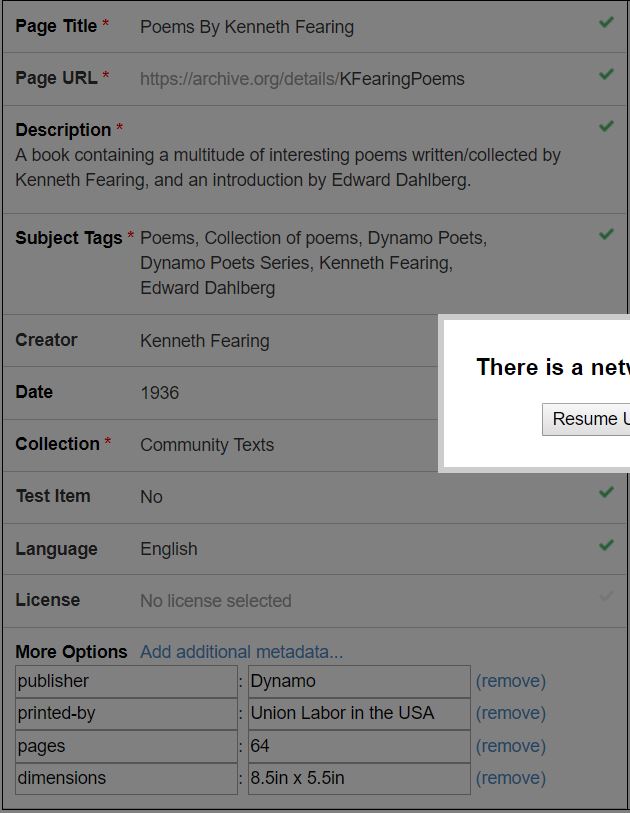 Page Title * Poems By Kenneth Fearing
Page URL * https://archive.org/details/KFearingPoems
Description *
A book containing a multitude of interesting poems written/collected by
Kenneth Fearing, and an introduction by Edward Dahlberg.
Subject Tags * Poems, Collection of poems, Dynamo Poets,
Dynamo Poets Series, Kenneth Fearing,
Edward Dahlberg
Creator Kenneth Fearing
There is a
Date 1936
Resume
Collection * Community Texts
Test Item No
Language English
License No license selected
More Options Add additional metadata...
publisher : Dynamo (remove)
printed-by : Union Labor in the USA (remove)
pages : 64 (remove)
dimensions : 8.5in x 5.5in (remove)